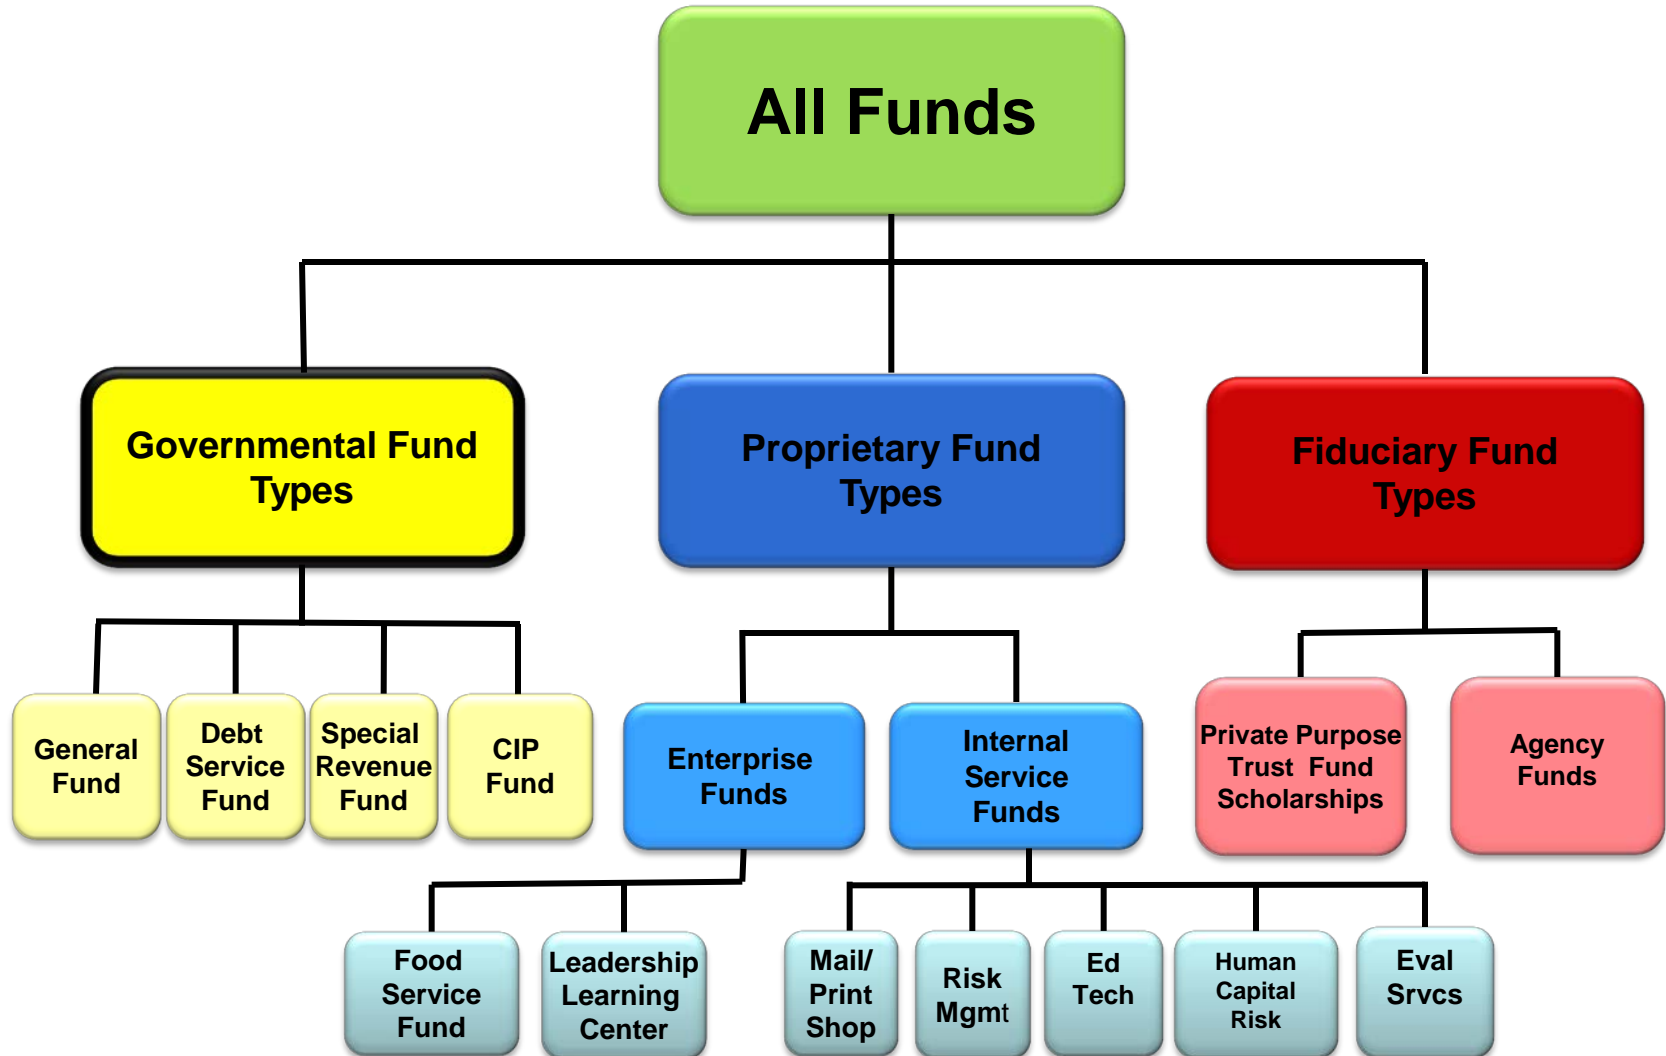 All Funds
Governmental Fund
Types
Proprietary Fund
Types
Fiduciary Fund
Types
General
Fund
Debt
Service
Fund
Special
Revenue
Fund
CIP
Fund
Enterprise
Funds
Internal
Service
Funds
Private Purpose
Trust Fund
Scholarships
Agency
Funds
Food
Service
Fund
Leadership
Learning
Center
Mail/
Print
Shop
Risk
Mgmt
Ed
Tech
Human
Capital
Risk
Eval
Srvcs